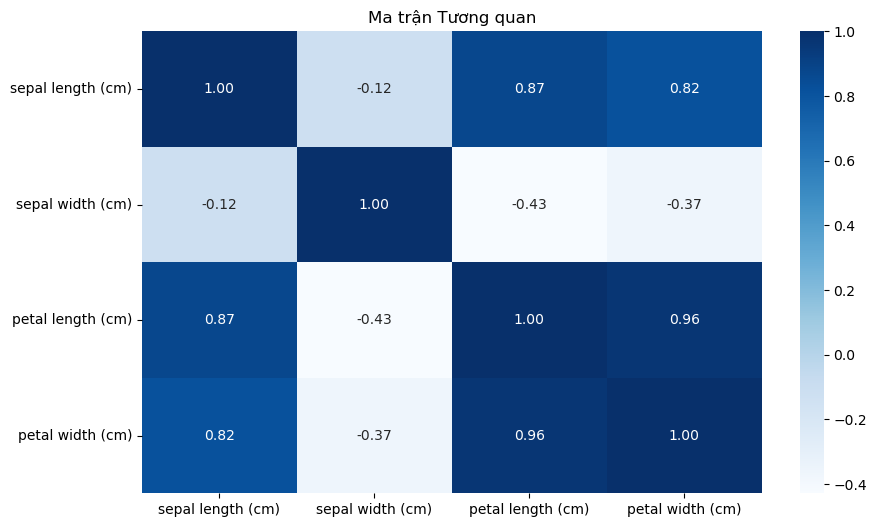 Ma trận Tương quan
sepal length (cm) 1.00 -0.12 0.87 0.82
sepal width (cm) -0.12 1.00 -0.43 -0.37
petal length (cm) 0.87 -0.43 1.00 0.96
petal width (cm) 0.82 -0.37 0.96 1.00
sepal length (cm) sepal width (cm) petal length (cm) petal width (cm)
1.0
0.8
0.6
0.4
0.2
0.0
−0.2
−0.4